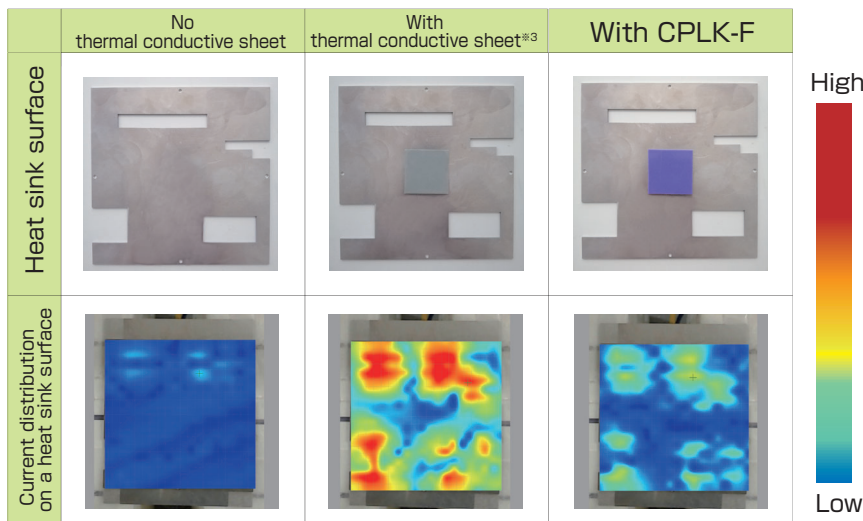 No
thermal conductive sheet
With
thermal conductive sheet※3
With CPLK-F
High
Heat sink surface
Current distribution
on a heat sink surface
Low